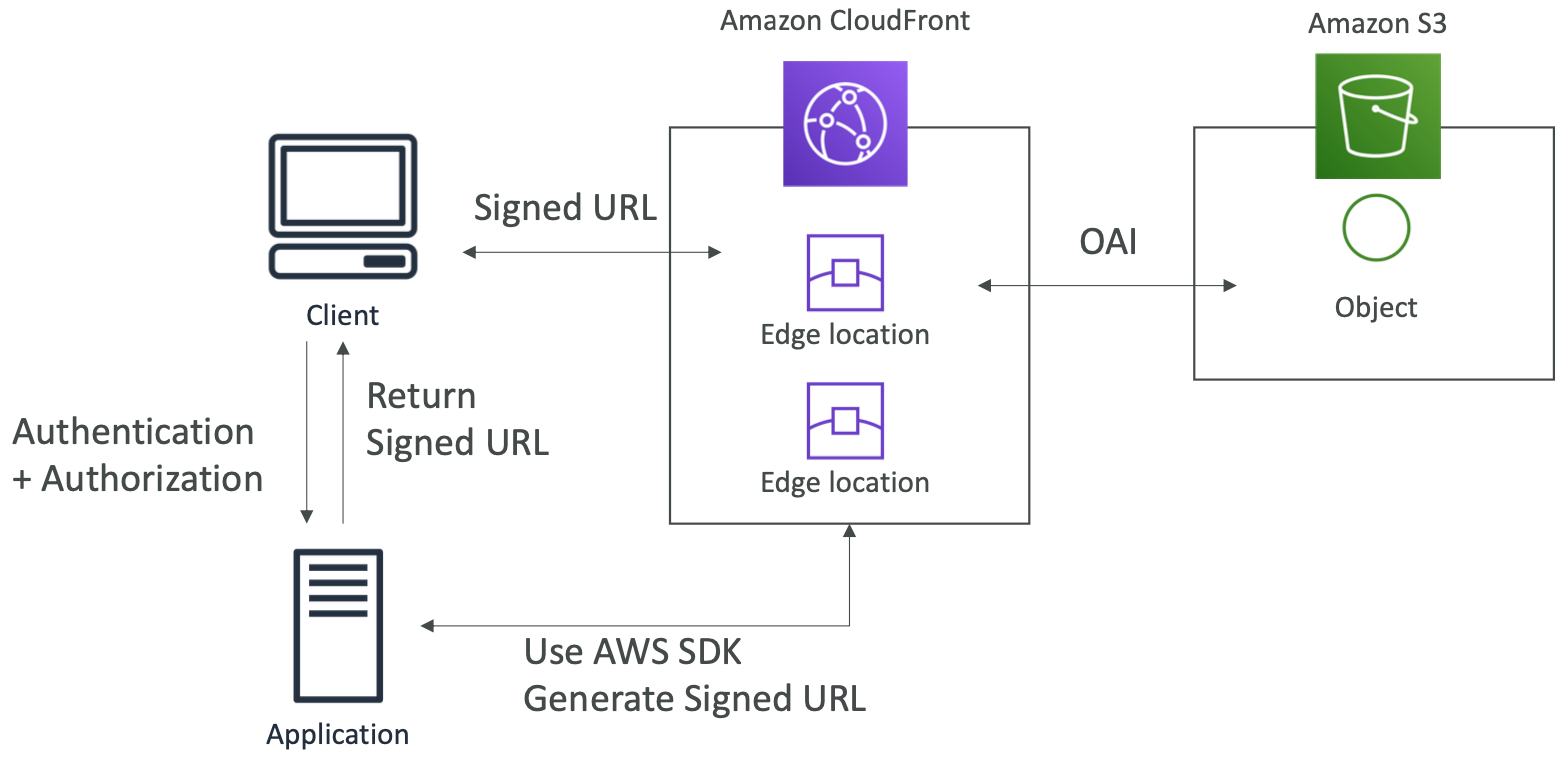 Amazon CloudFront
Amazon S3
Signed URL
OAI
Client
Edge location
Object
Return
Signed URL
Authentication
+ Authorization
Edge location
Use AWS SDK
Generate Signed URL
Application